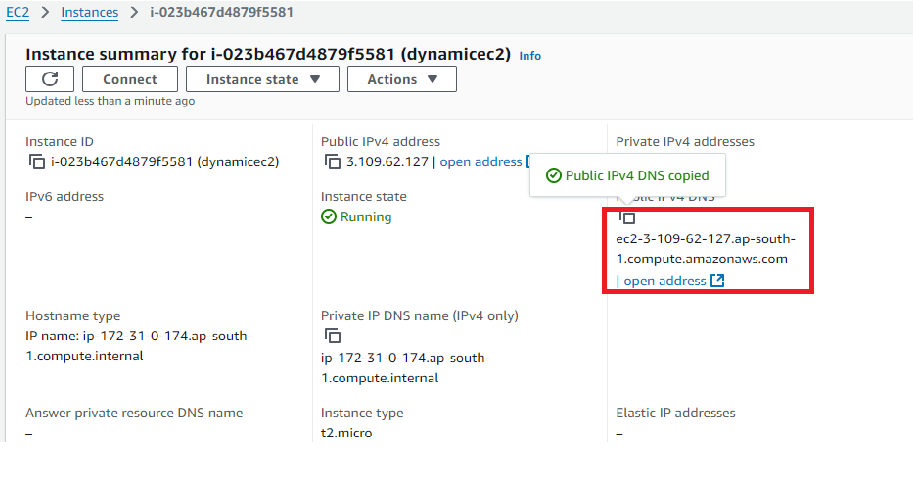 EC2 > Instances > i-023b467d4879f5581
Instance summary for i-023b467d4879f5581 (dynamicec2) Info
Connect
Instance state ▼
Actions ▼
Updated less than a minute ago
Instance ID
i-023b467d4879f5581 (dynamicec2)
Public IPv4 address
3.109.62.127 | open address
Private IPv4 addresses
Public IPv4 DNS copied
IPv6 address
–
Instance state
Running
Public IPv4 DNS
ec2-3-109-62-127.ap-south-
1.compute.amazonaws.com
| open address
Hostname type
IP name: ip-172-31-0-174.ap-south-
1.compute.internal
Private IP DNS name (IPv4 only)
ip-172-31-0-174.ap-south-
1.compute.internal
Answer private resource DNS name
–
Instance type
t2.micro
Elastic IP addresses
–